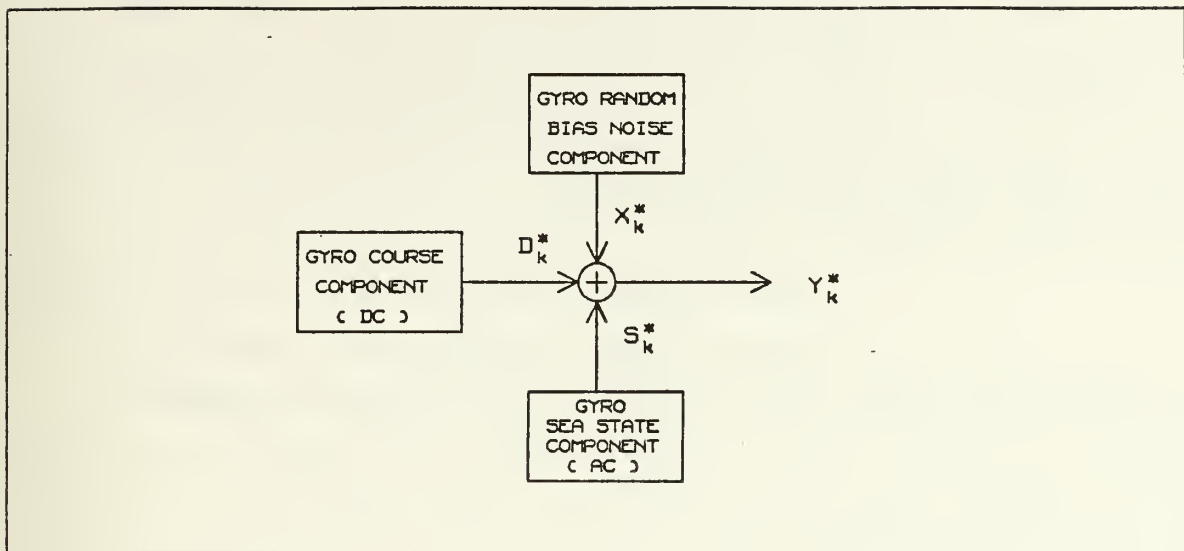 GYRO RANDOM
BIAS NOISE
COMPONENT
X*k
GYRO COURSE
COMPONENT
( DC )
D*k
+
Y*k
S*k
GYRO
SEA STATE
COMPONENT
( AC )